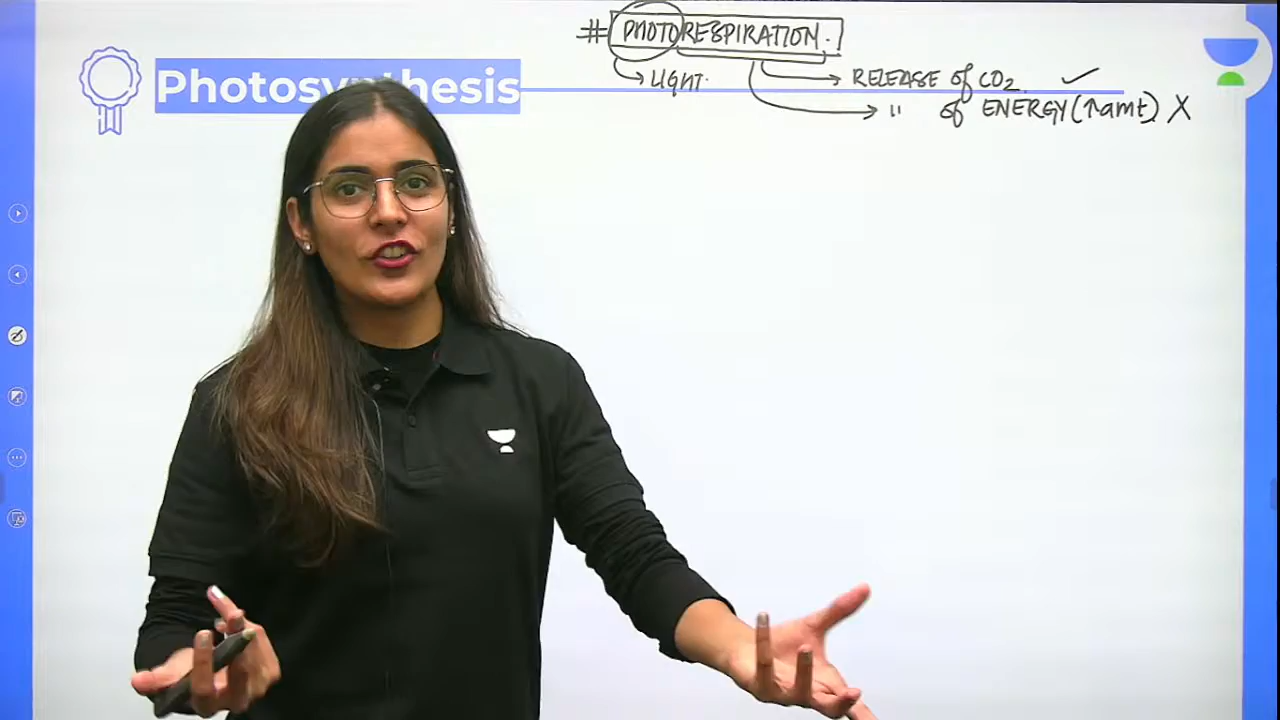 # PHOTORESPIRATION.
Photosynthesis
LIGHT.
RELEASE of CO2. ✓
" of ENERGY (↑amt) X